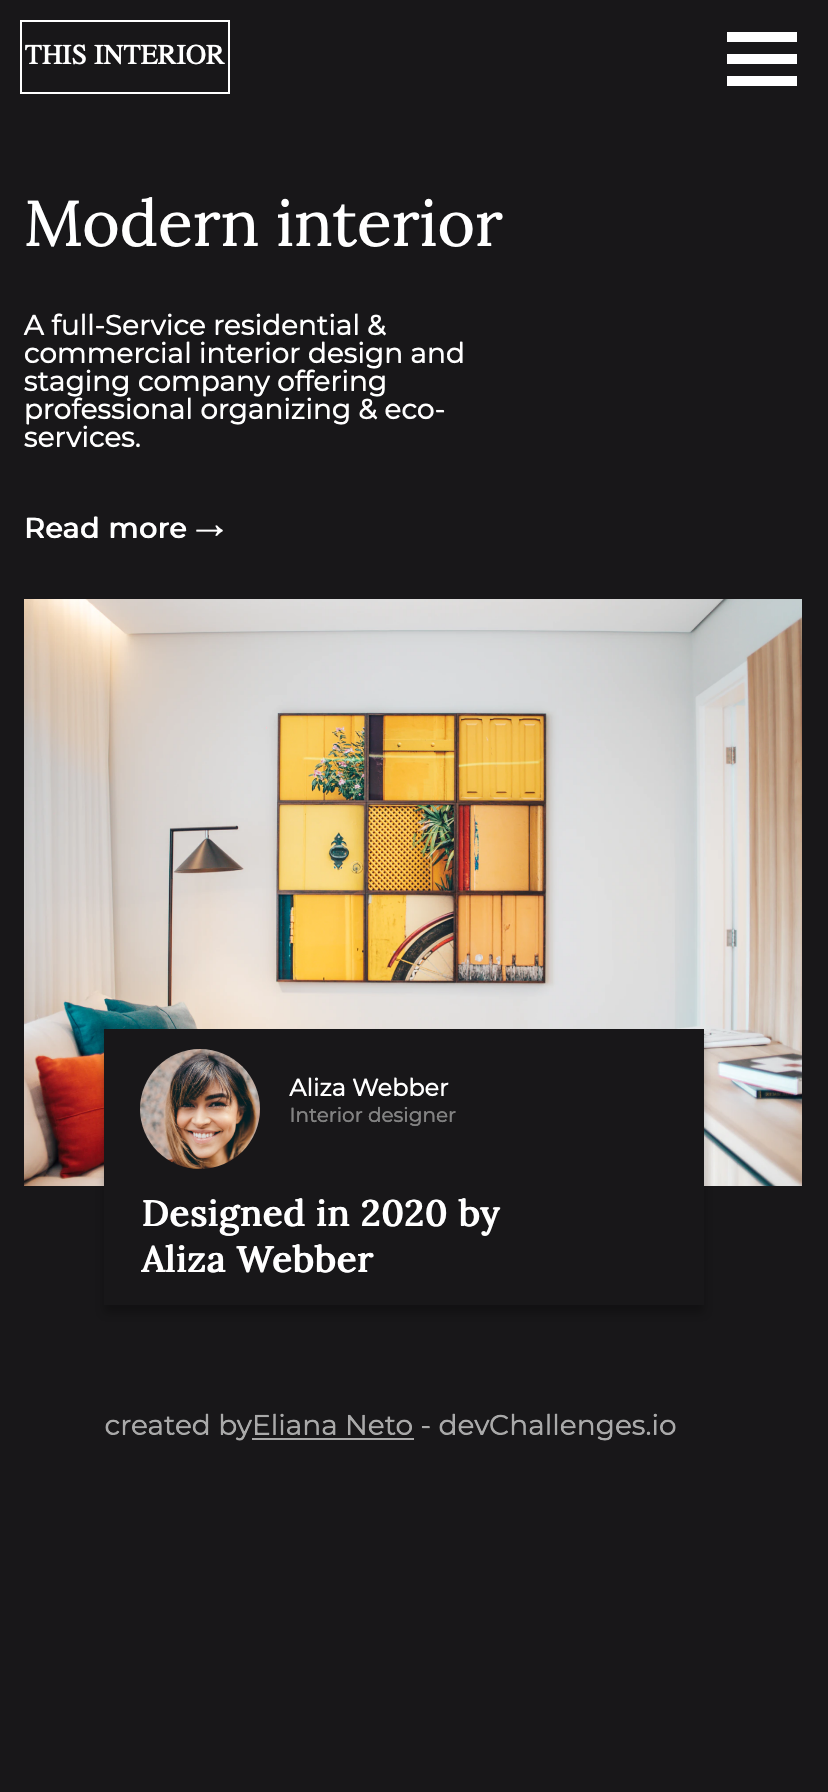 THIS INTERIOR
Modern interior
A full-Service residential &
commercial interior design and
staging company offering
professional organizing & eco-
services.
Read more →
Aliza Webber
Interior designer
Designed in 2020 by
Aliza Webber
created byEliana Neto - devChallenges.io